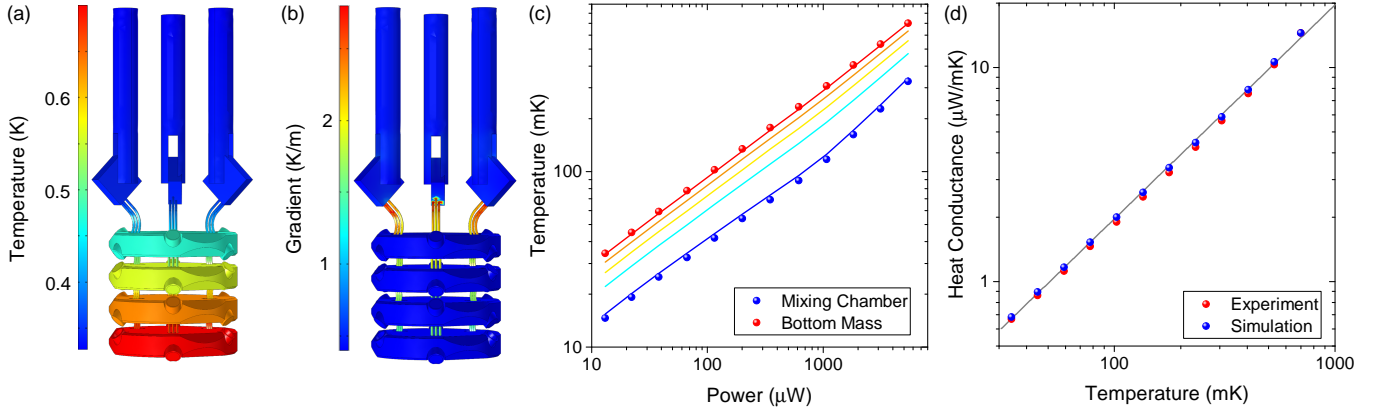 (a)
Temperature (K)
0.6
0.5
0.4
(b)
Gradient (K/m)
2
1
(c)
Temperature (mK)
100
10
10
100
1000
Power (μW)
Mixing Chamber
Bottom Mass
(d)
Heat Conductance (μW/mK)
10
1
100
1000
Temperature (mK)
Experiment
Simulation